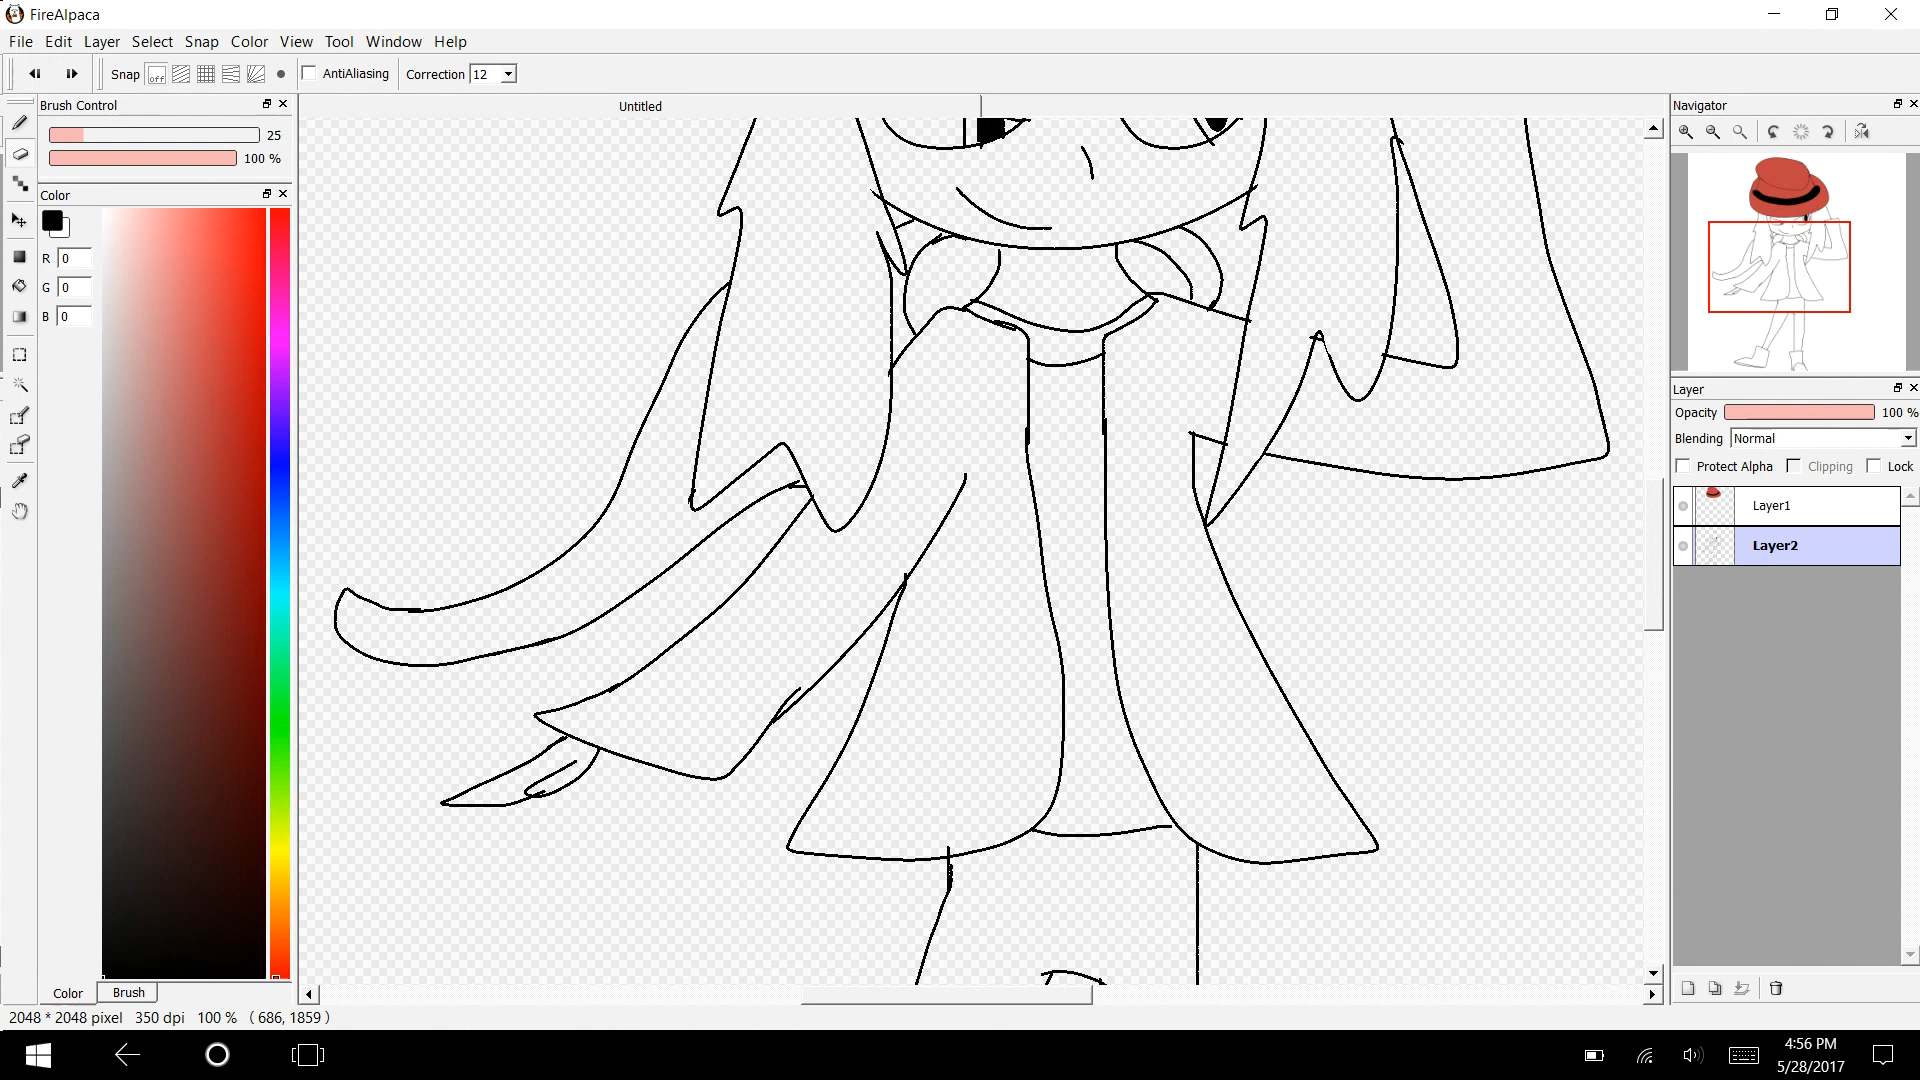 FireAlpaca
File Edit Layer Select Snap Color View Tool Window Help
Snap off AntiAliasing Correction 12
Brush Control
25
100 %
Color
R 0
G 0
B 0
Color Brush
Untitled
Navigator
Layer
Opacity 100 %
Blending Normal
Protect Alpha Clipping Lock
Layer1
Layer2
2048 * 2048 pixel 350 dpi 100 % ( 686, 1859 )
4:56 PM
5/28/2017